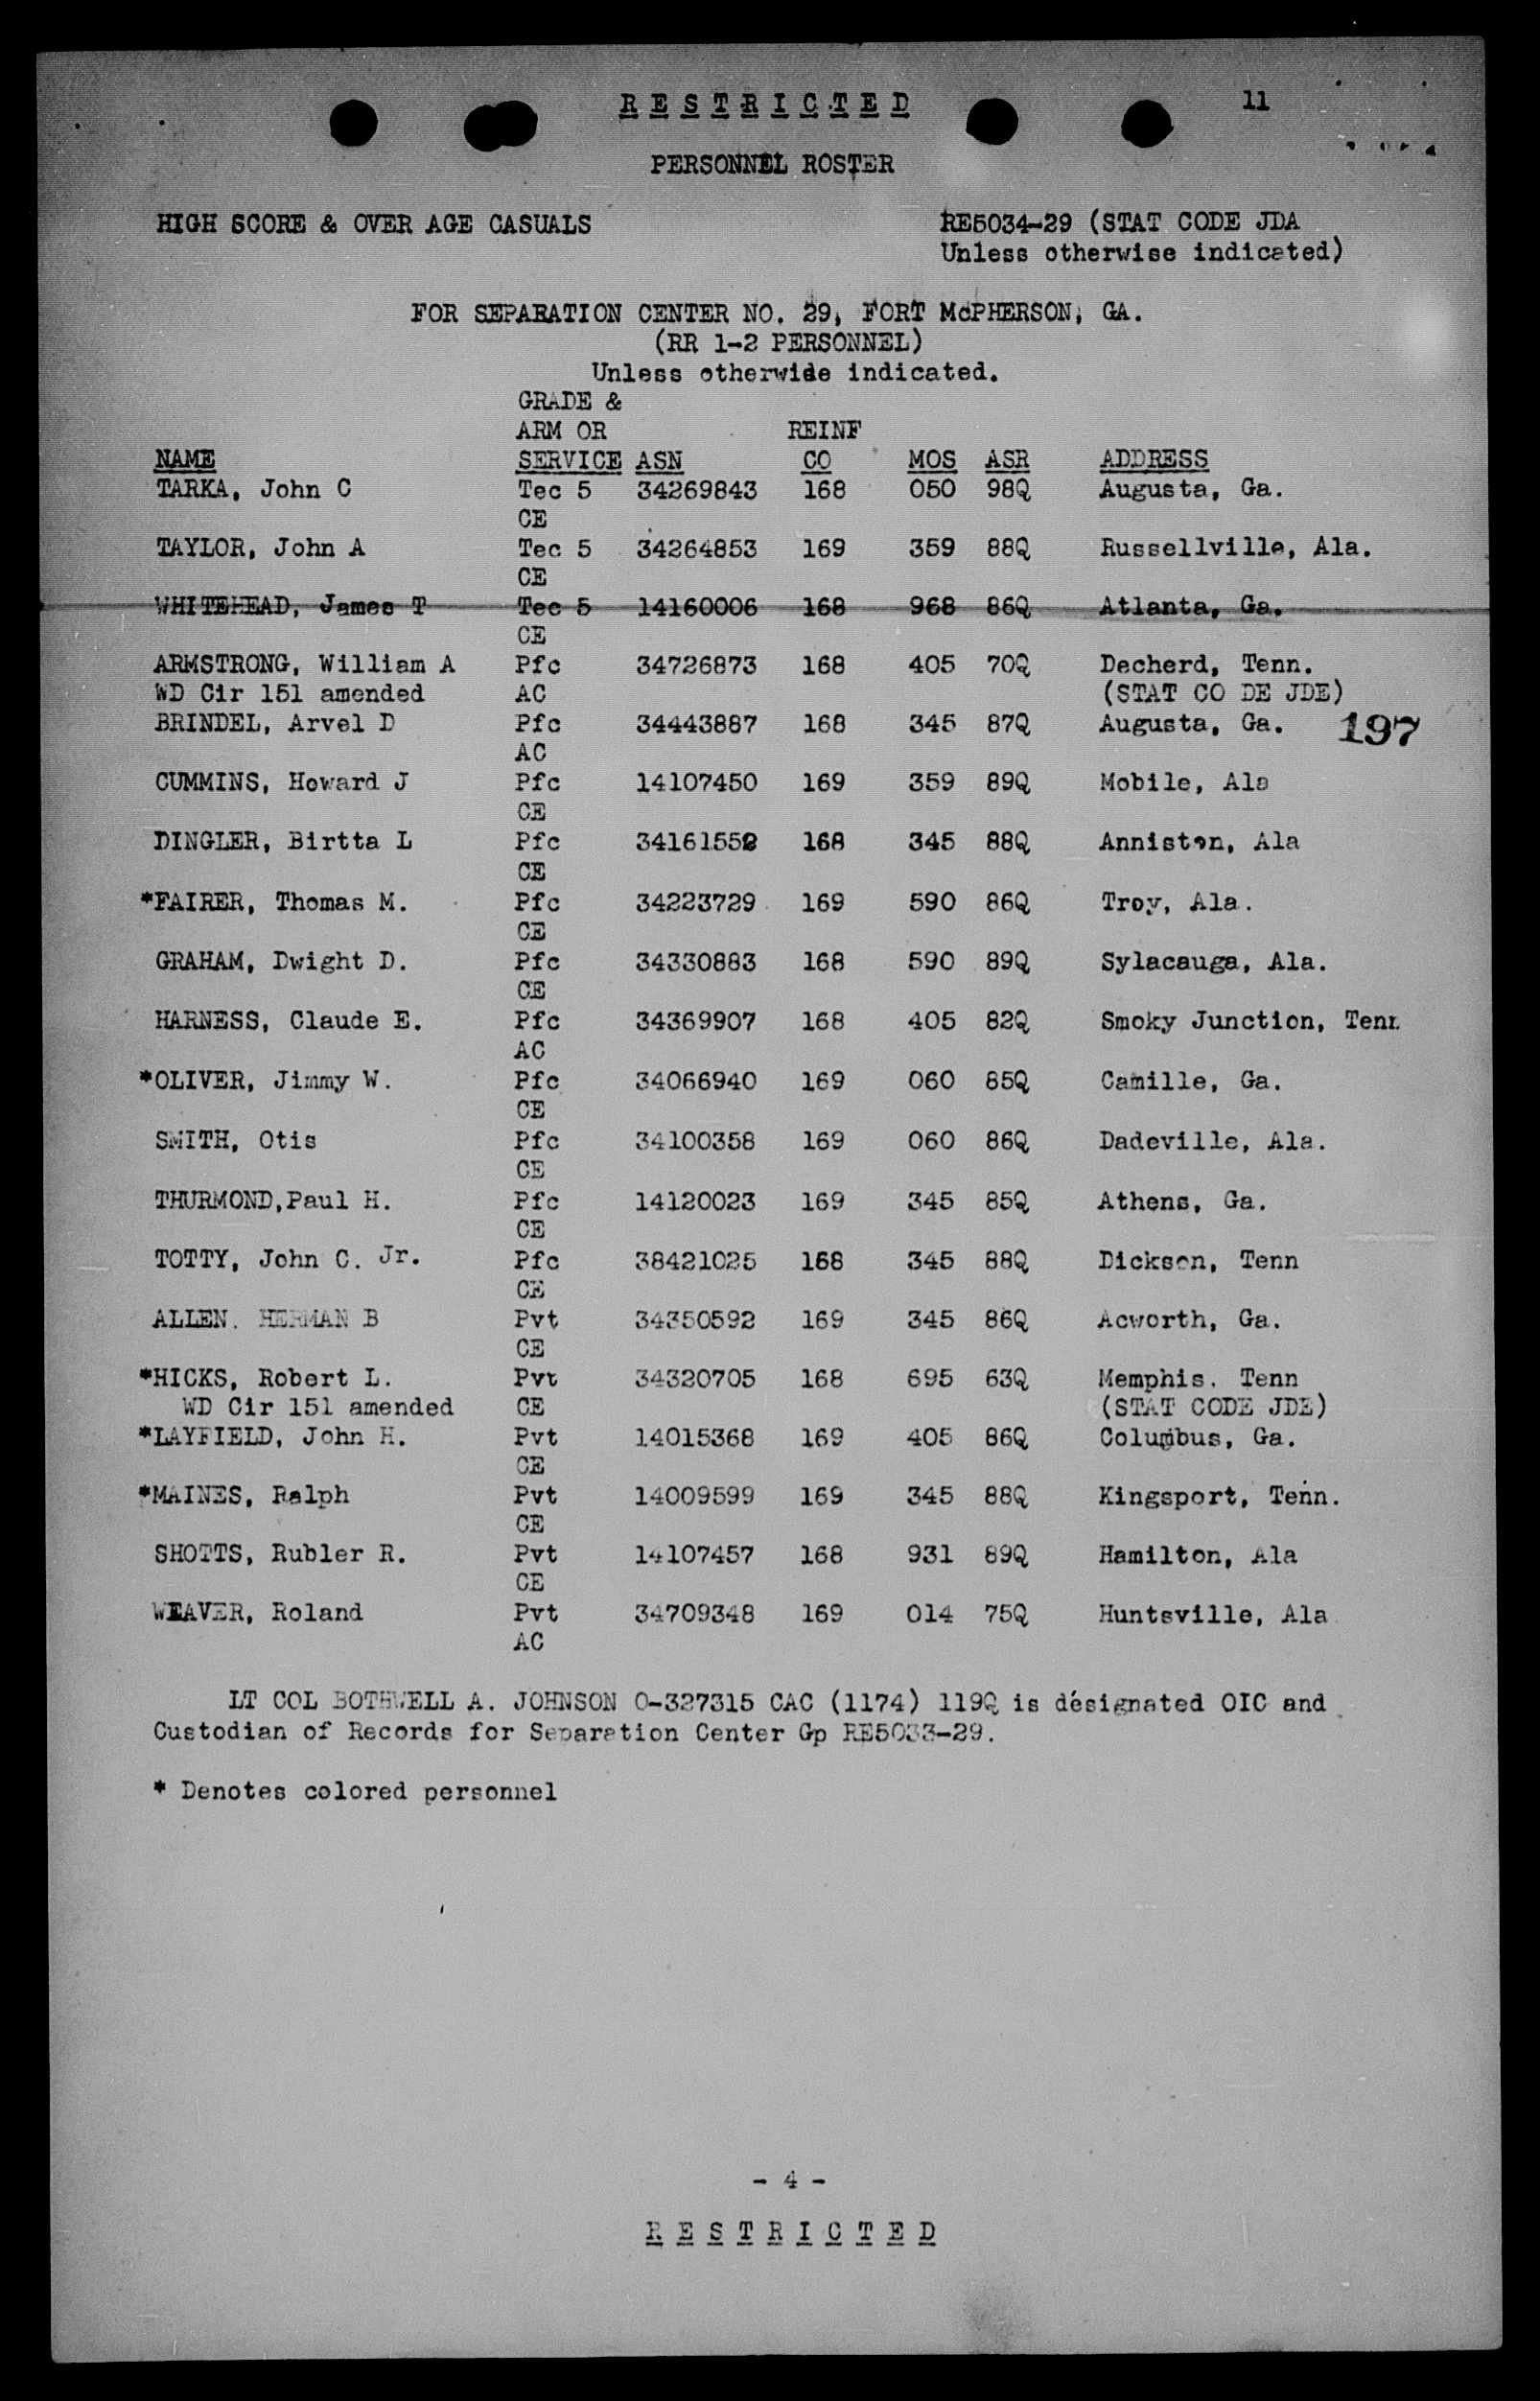 RESTRICTED 11
PERSONNEL ROSTER
HIGH SCORE & OVER AGE CASUALS RE5034-29 (STAT CODE JDA
Unless otherwise indicated)
FOR SEPARATION CENTER NO. 29, FORT McPHERSON, GA.
(RR 1-2 PERSONNEL)
Unless otherwide indicated.
GRADE &
ARM OR REINF
NAME SERVICE ASN CO MOS ASR ADDRESS
TARKA, John C Tec 5 34269843 168 050 98Q Augusta, Ga.
CE
TAYLOR, John A Tec 5 34264853 169 359 88Q Russellville, Ala.
CE
WHITEHEAD, James T Tec 5 14160006 168 968 86Q Atlanta, Ga.
CE
ARMSTRONG, William A Pfc 34726873 168 405 70Q Decherd, Tenn.
WD Cir 151 amended AC (STAT CO DE JDE)
BRINDEL, Arvel D Pfc 34443887 168 345 87Q Augusta, Ga. 197
AC
CUMMINS, Howard J Pfc 14107450 169 359 89Q Mobile, Ala
CE
DINGLER, Birtta L Pfc 34161552 168 345 88Q Anniston, Ala
CE
*FAIRER, Thomas M. Pfc 34223729 169 590 86Q Troy, Ala.
CE
GRAHAM, Dwight D. Pfc 34330883 168 590 89Q Sylacauga, Ala.
CE
HARNESS, Claude E. Pfc 34369907 168 405 82Q Smoky Junction, Tenn
AC
*OLIVER, Jimmy W. Pfc 34066940 169 060 85Q Camille, Ga.
CE
SMITH, Otis Pfc 34100358 169 060 86Q Dadeville, Ala.
CE
THURMOND,Paul H. Pfc 14120023 169 345 85Q Athens, Ga.
CE
TOTTY, John C. Jr. Pfc 38421025 168 345 88Q Dickson, Tenn
CE
ALLEN. HERMAN B Pvt 34350592 169 345 86Q Acworth, Ga.
CE
*HICKS, Robert L. Pvt 34320705 168 695 63Q Memphis. Tenn
WD Cir 151 amended CE (STAT CODE JDE)
*LAYFIELD, John H. Pvt 14015368 169 405 86Q Columbus, Ga.
CE
*MAINES, Ralph Pvt 14009599 169 345 88Q Kingsport, Tenn.
CE
SHOTTS, Rubler R. Pvt 14107457 168 931 89Q Hamilton, Ala
CE
WEAVER, Roland Pvt 34709348 169 014 75Q Huntsville, Ala
AC
LT COL BOTHWELL A. JOHNSON O-327315 CAC (1174) 119Q is designated OIC and
Custodian of Records for Separation Center Gp RE5033-29.
* Denotes colored personnel
- 4 -
RESTRICTED